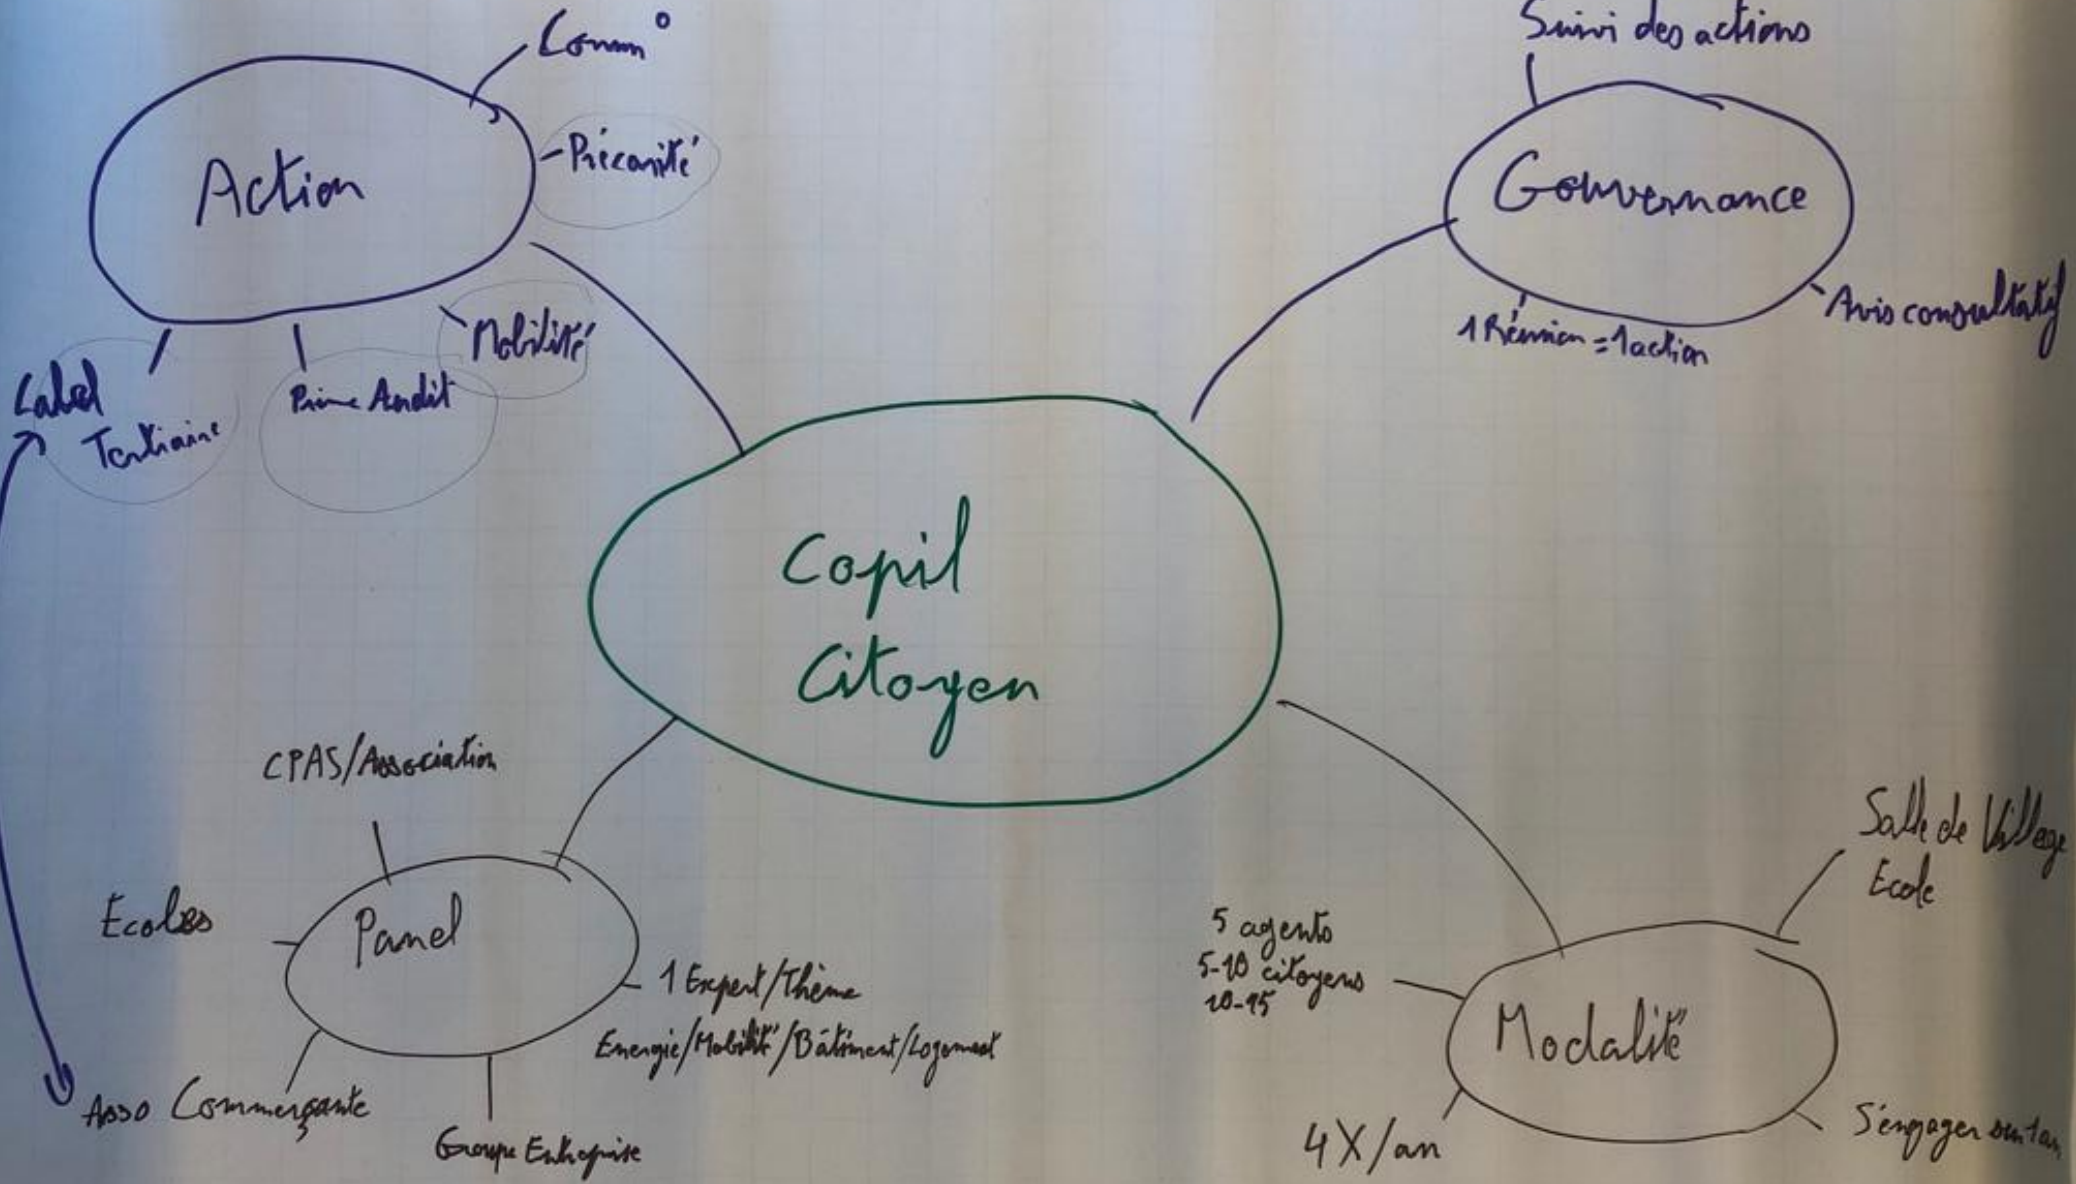 Comm°
Action
Précarité
Mobilité
Prime Audit
Label
Tertiaire
Suivi des actions
Gouvernance
Avis consultatif
1 Réunion = 1 action
Copil
Citoyen
CPAS/Association
Ecoles
Panel
1 Expert/Thème
Energie/Mobilité/Bâtiment/Logement
Asso Commerçante
Groupe Entreprise
Salle de Village
Ecole
5 agents
5-10 citoyens
10-15
Modalité
4X/an
S'engager sur 1 an